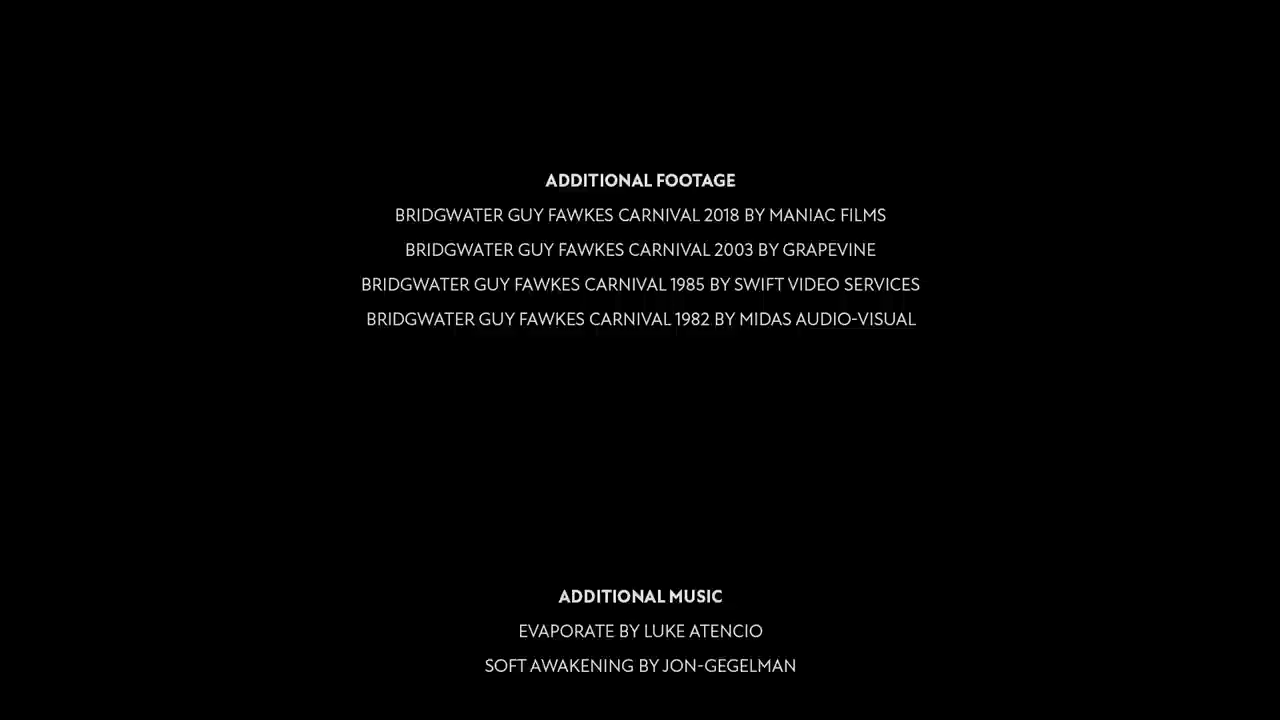 ADDITIONAL FOOTAGE
BRIDGWATER GUY FAWKES CARNIVAL 2018 BY MANIAC FILMS
BRIDGWATER GUY FAWKES CARNIVAL 2003 BY GRAPEVINE
BRIDGWATER GUY FAWKES CARNIVAL 1985 BY SWIFT VIDEO SERVICES
BRIDGWATER GUY FAWKES CARNIVAL 1982 BY MIDAS AUDIO-VISUAL
ADDITIONAL MUSIC
EVAPORATE BY LUKE ATENCIO
SOFT AWAKENING BY JON-GEGELMAN